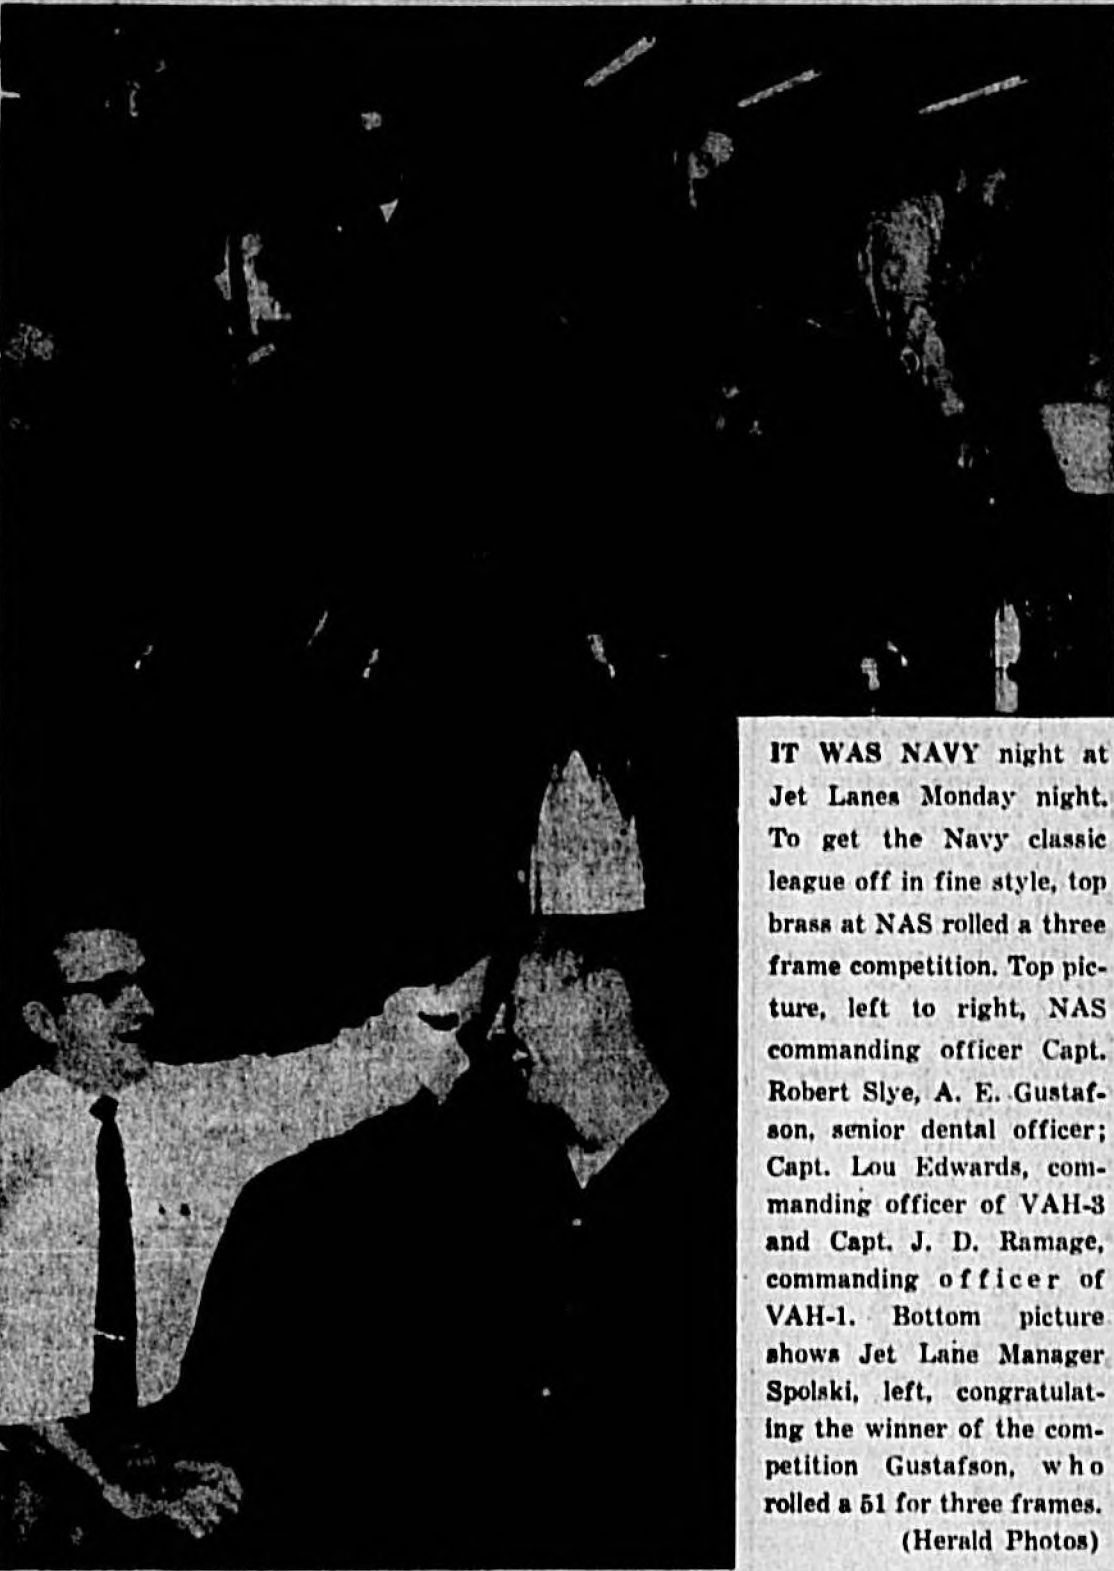 IT WAS NAVY night at
Jet Lanes Monday night.
To get the Navy classic
league off in fine style, top
brass at NAS rolled a three
frame competition. Top pic-
ture, left to right, NAS
commanding officer Capt.
Robert Slye, A. E. Gustaf-
son, senior dental officer;
Capt. Lou Edwards, com-
manding officer of VAH-3
and Capt. J. D. Ramage,
commanding officer of
VAH-1. Bottom picture
shows Jet Lane Manager
Spolski, left, congratulat-
ing the winner of the com-
petition Gustafson, who
rolled a 51 for three frames.
(Herald Photos)